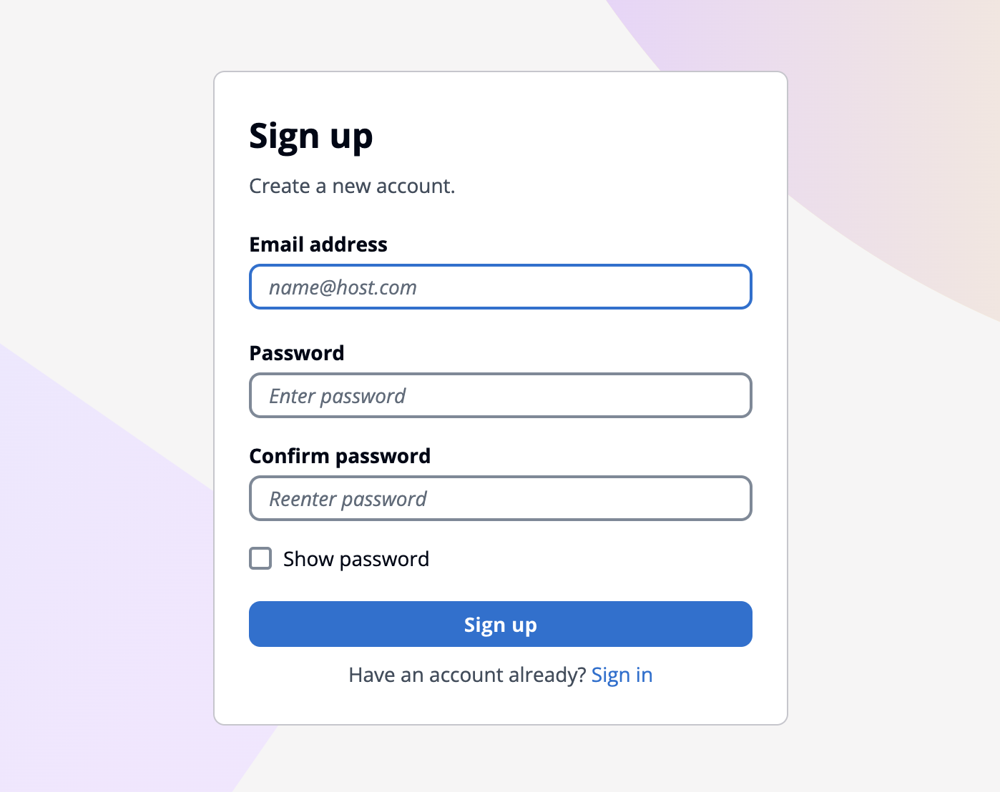 Sign up
Create a new account.
Email address
name@host.com
Password
Enter password
Confirm password
Reenter password
Show password
Sign up
Have an account already? Sign in